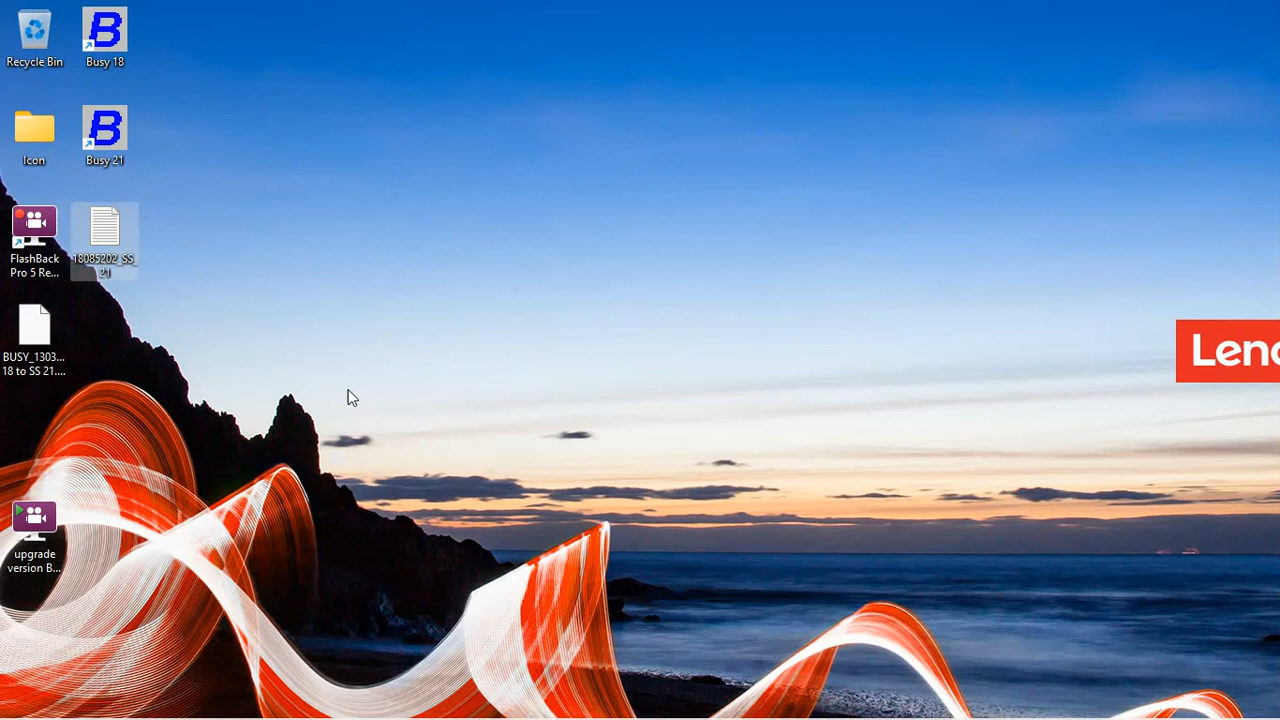 Recycle Bin
B
Busy 18
Icon
B
Busy 21
FlashBack
Pro 5 Re...
18085202_SS_
21
BUSY_1303...
18 to SS 21....
upgrade
version B...
Leno